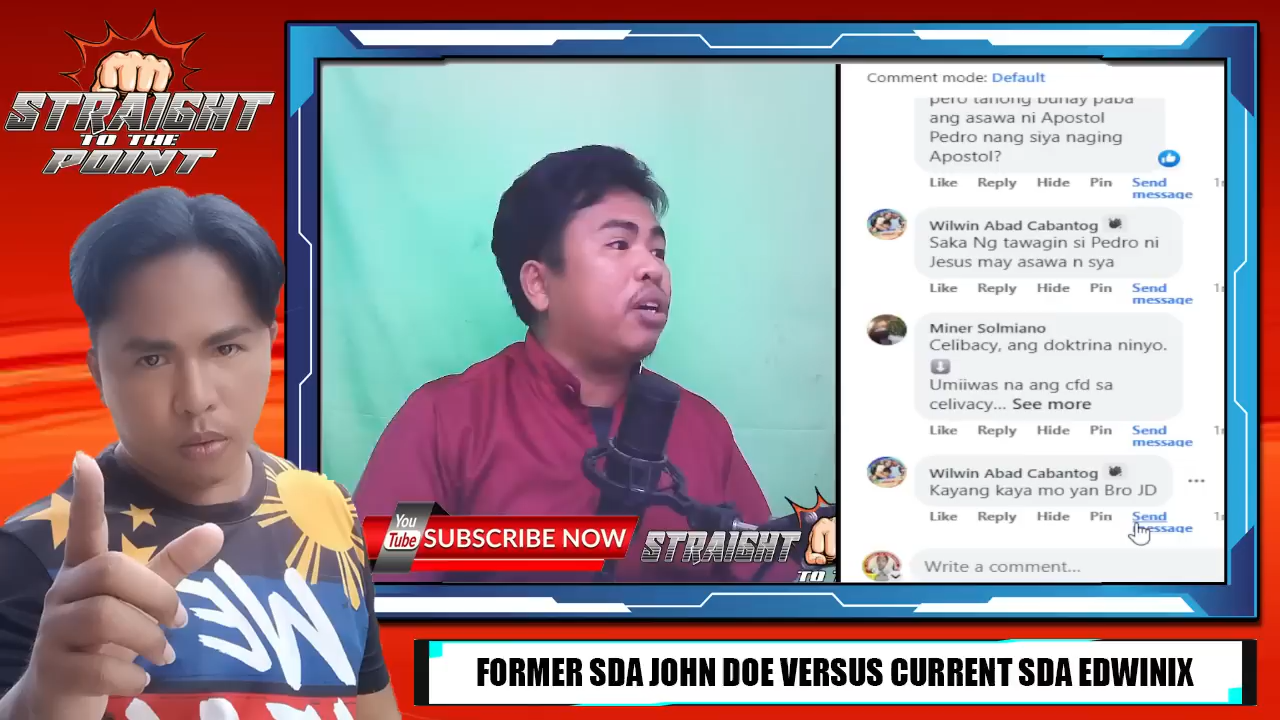 STRAIGHT
TO THE
POINT
Comment mode: Default
pero tanong buhay paba
ang asawa ni Apostol
Pedro nang siya naging
Apostol?
Like Reply Hide Pin Send message
Wilwin Abad Cabantog
Saka Ng tawagin si Pedro ni
Jesus may asawa n sya
Like Reply Hide Pin Send message
Miner Solmiano
Celibacy, ang doktrina ninyo.
Umiiwas na ang cfd sa
celivacy... See more
Like Reply Hide Pin Send message
Wilwin Abad Cabantog
Kayang kaya mo yan Bro JD
Like Reply Hide Pin Send message
Write a comment...
You
Tube
SUBSCRIBE NOW
STRAIGHT
TO
FORMER SDA JOHN DOE VERSUS CURRENT SDA EDWINIX